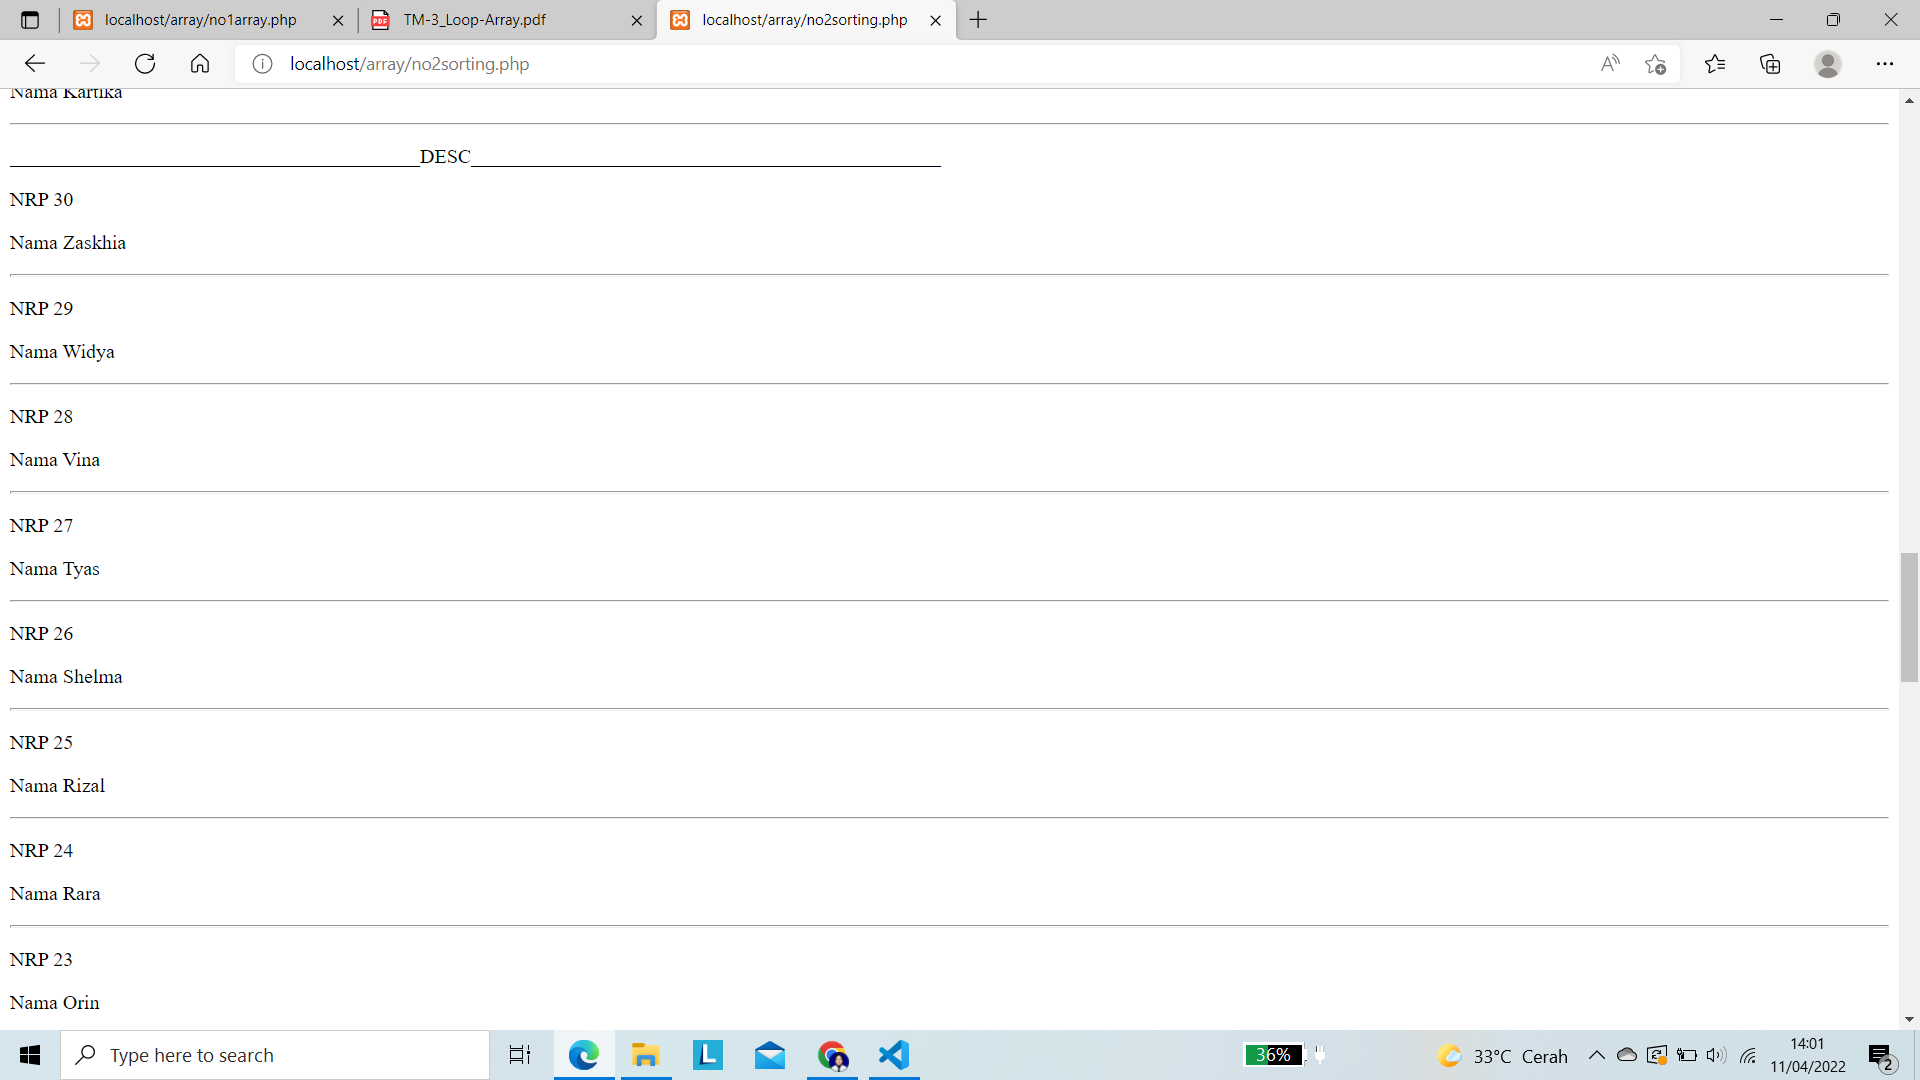 localhost/array/no1array.php
TM-3_Loop-Array.pdf
localhost/array/no2sorting.php
localhost/array/no2sorting.php
Nama Kartika
_________________________________________DESC_______________________________________________
NRP 30
Nama Zaskhia
NRP 29
Nama Widya
NRP 28
Nama Vina
NRP 27
Nama Tyas
NRP 26
Nama Shelma
NRP 25
Nama Rizal
NRP 24
Nama Rara
NRP 23
Nama Orin
Type here to search
36%
33°C Cerah
14:01
11/04/2022
2